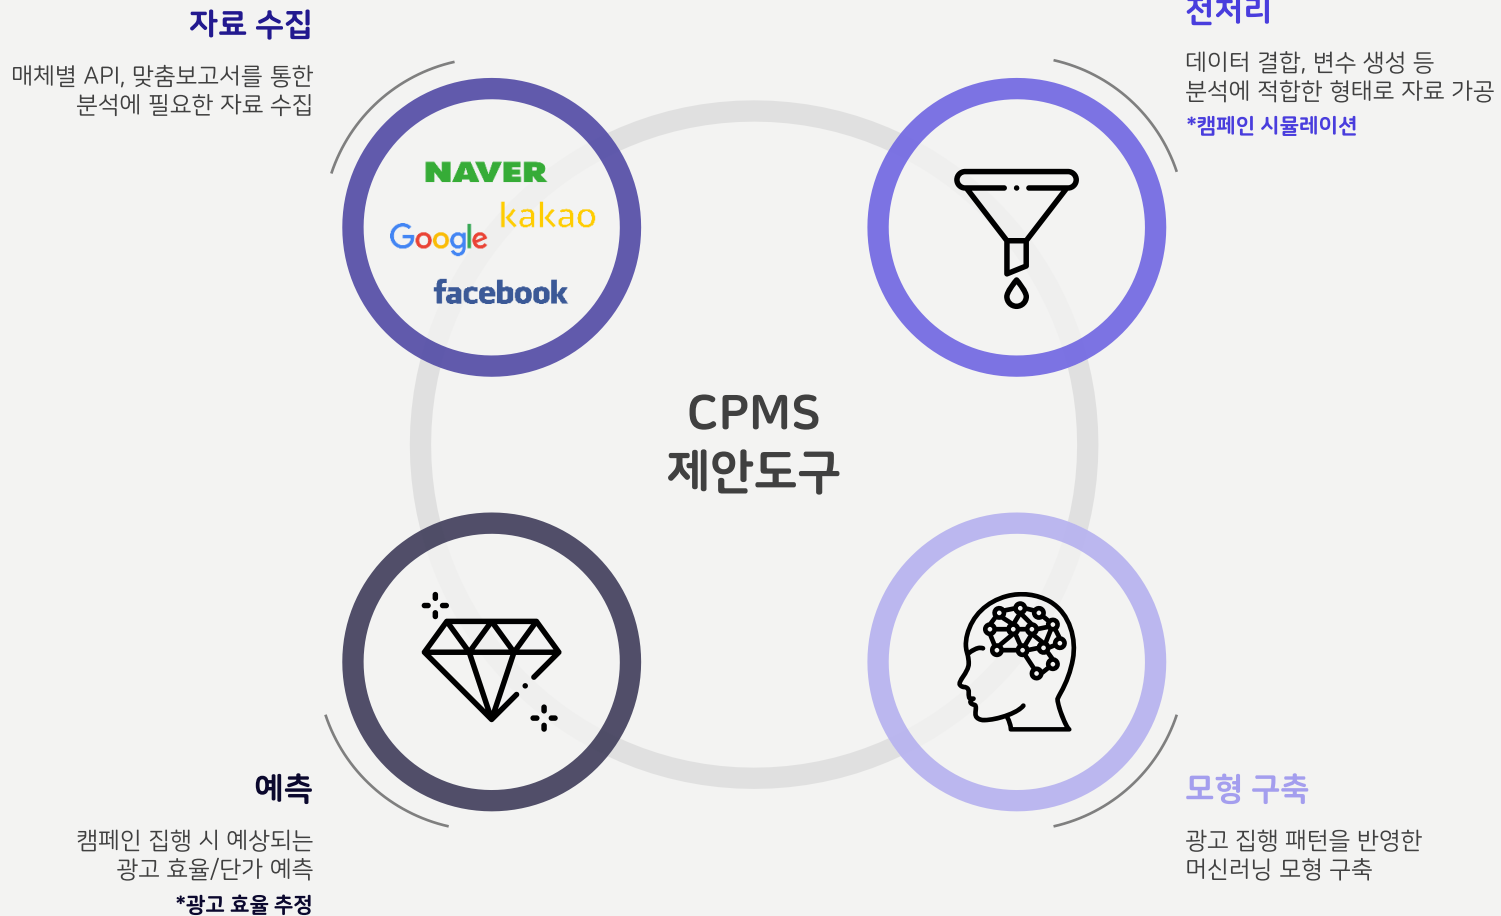 자료 수집
매체별 API, 맞춤보고서를 통한
분석에 필요한 자료 수집
NAVER
kakao
Google
facebook
전처리
데이터 결합, 변수 생성 등
분석에 적합한 형태로 자료 가공
*캠페인 시뮬레이션
CPMS
제안도구
예측
캠페인 집행 시 예상되는
광고 효율/단가 예측
*광고 효율 추정
모형 구축
광고 집행 패턴을 반영한
머신러닝 모형 구축